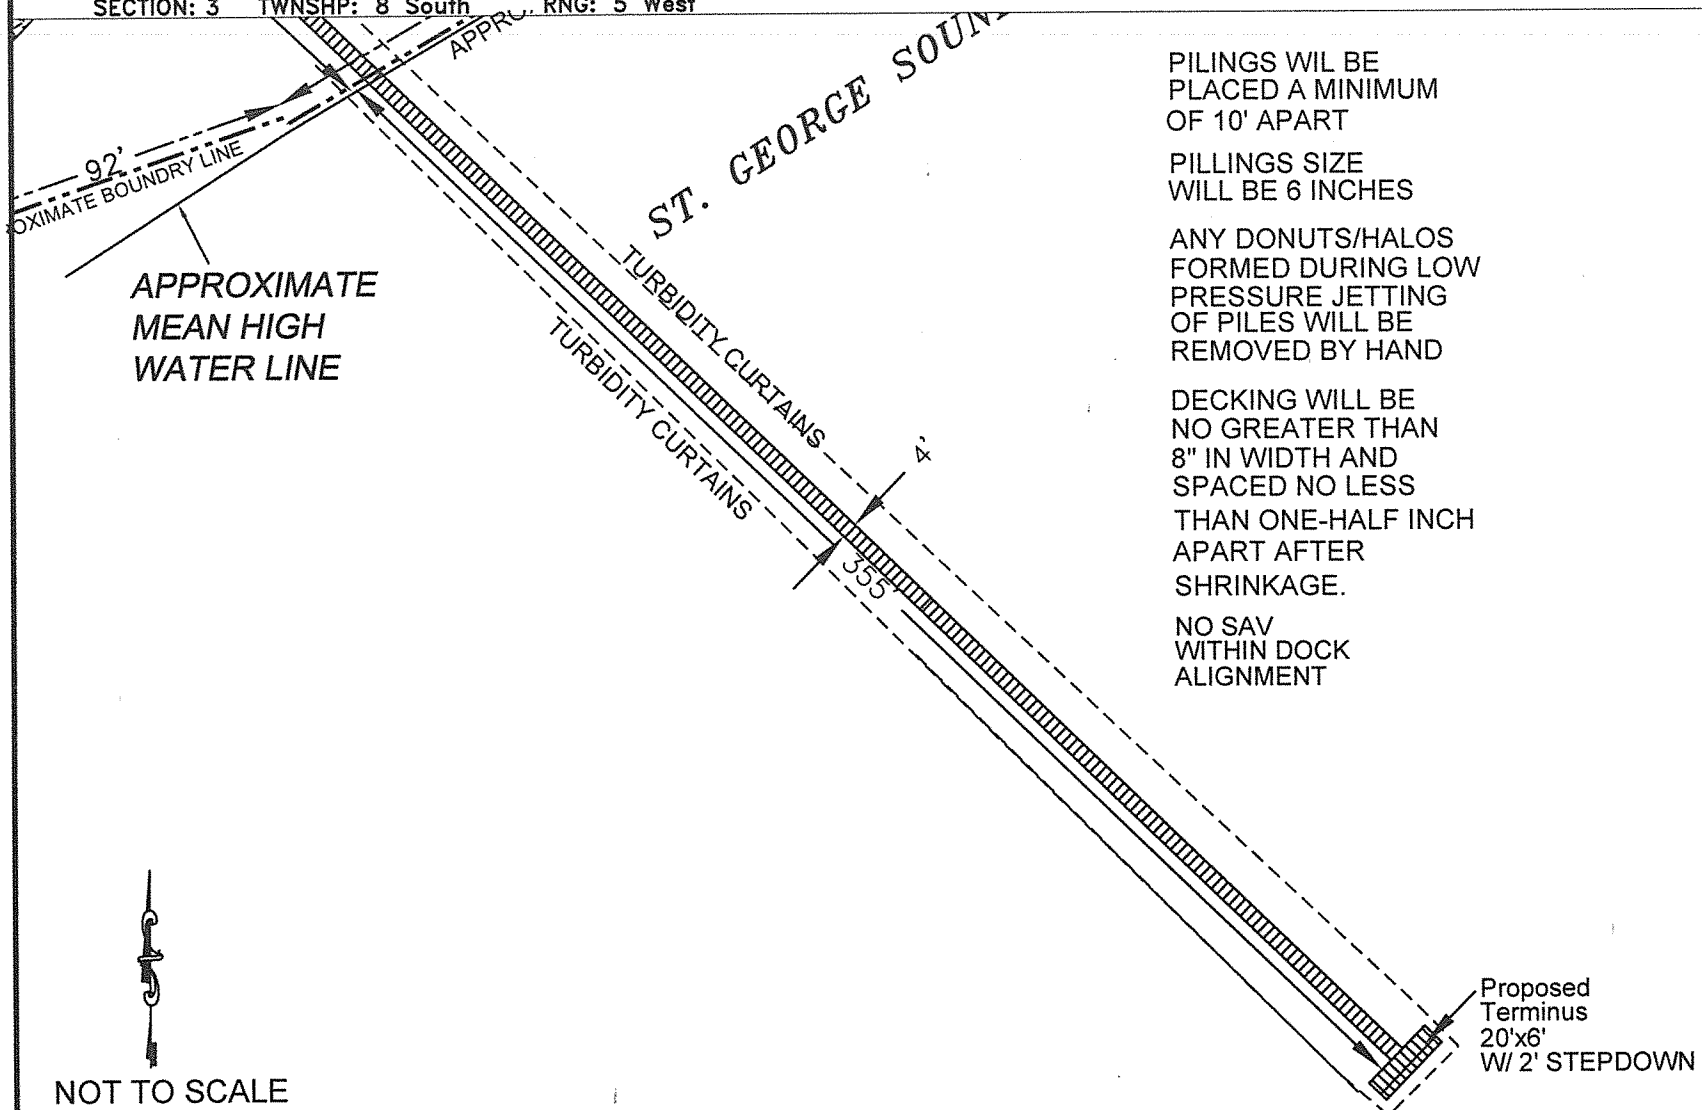 SECTION: 3 TWNSHP: 8 South RNG: 5 West
ST. GEORGE
92'
BOUNDRY LINE
APPROXIMATE
MEAN HIGH
WATER LINE
TURBIDITY CURTAINS
TURBIDITY CURTAINS
4'
355'
PILINGS WIL BE
PLACED A MINIMUM
OF 10' APART
PILLINGS SIZE
WILL BE 6 INCHES
ANY DONUTS/HALOS
FORMED DURING LOW
PRESSURE JETTING
OF PILES WILL BE
REMOVED BY HAND
DECKING WILL BE
NO GREATER THAN
8" IN WIDTH AND
SPACED NO LESS
THAN ONE-HALF INCH
APART AFTER
SHRINKAGE.
NO SAV
WITHIN DOCK
ALIGNMENT
Proposed
Terminus
20'x6'
W/ 2' STEPDOWN
NOT TO SCALE